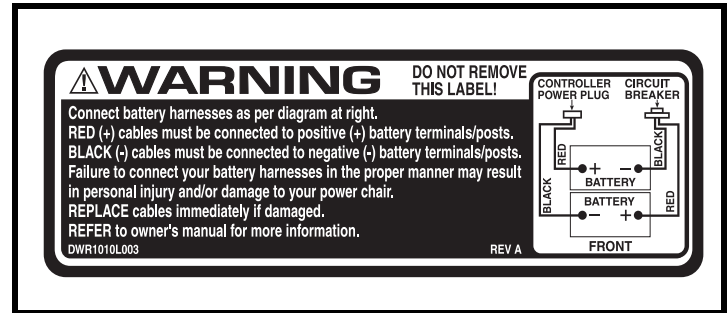 ⚠WARNING
DO NOT REMOVE
THIS LABEL!
Connect battery harnesses as per diagram at right.
RED (+) cables must be connected to positive (+) battery terminals/posts.
BLACK (-) cables must be connected to negative (-) battery terminals/posts.
Failure to connect your battery harnesses in the proper manner may result
in personal injury and/or damage to your power chair.
REPLACE cables immediately if damaged.
REFER to owner's manual for more information.
DWR1010L003
REV A
CONTROLLER
POWER PLUG
CIRCUIT
BREAKER
RED
BLACK
+ -
BATTERY
BLACK
BATTERY
RED
- +
FRONT